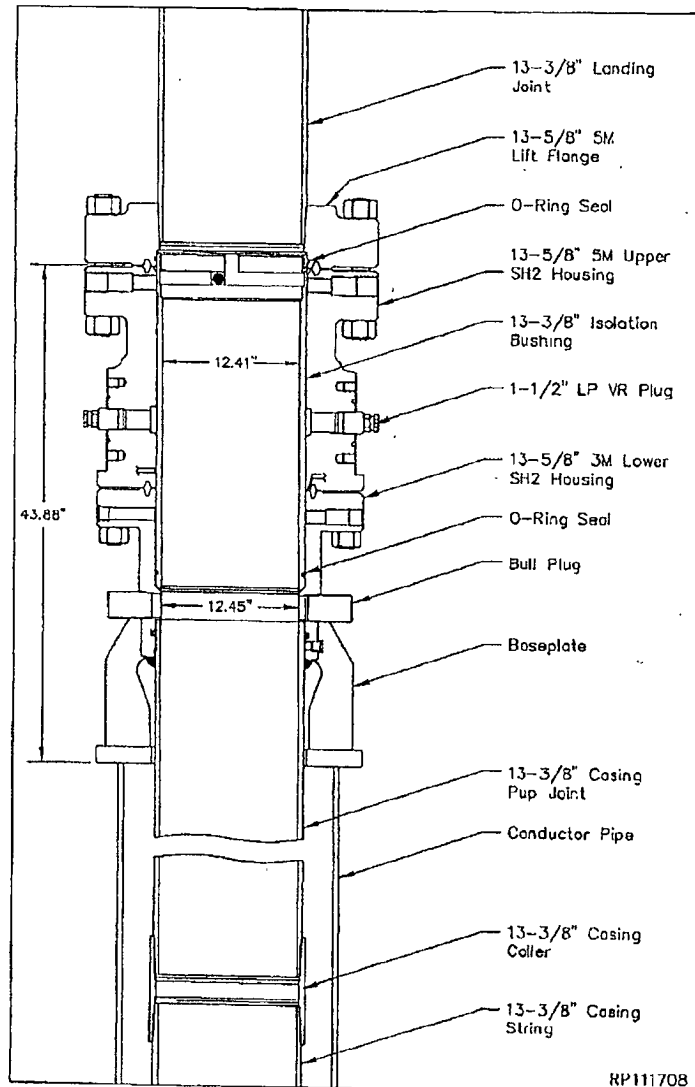 13-3/8" Landing
Joint
13-5/8" 5M
Lift Flange
O-Ring Seal
13-5/8" 5M Upper
SH2 Housing
13-3/8" Isolation
Bushing
12.41"
1-1/2" LP VR Plug
13-5/8" 3M Lower
SH2 Housing
43.88"
O-Ring Seal
Bull Plug
12.45"
Baseplate
13-3/8" Casing
Pup Joint
Conductor Pipe
13-3/8" Casing
Coller
13-3/8" Casing
String
RP111708